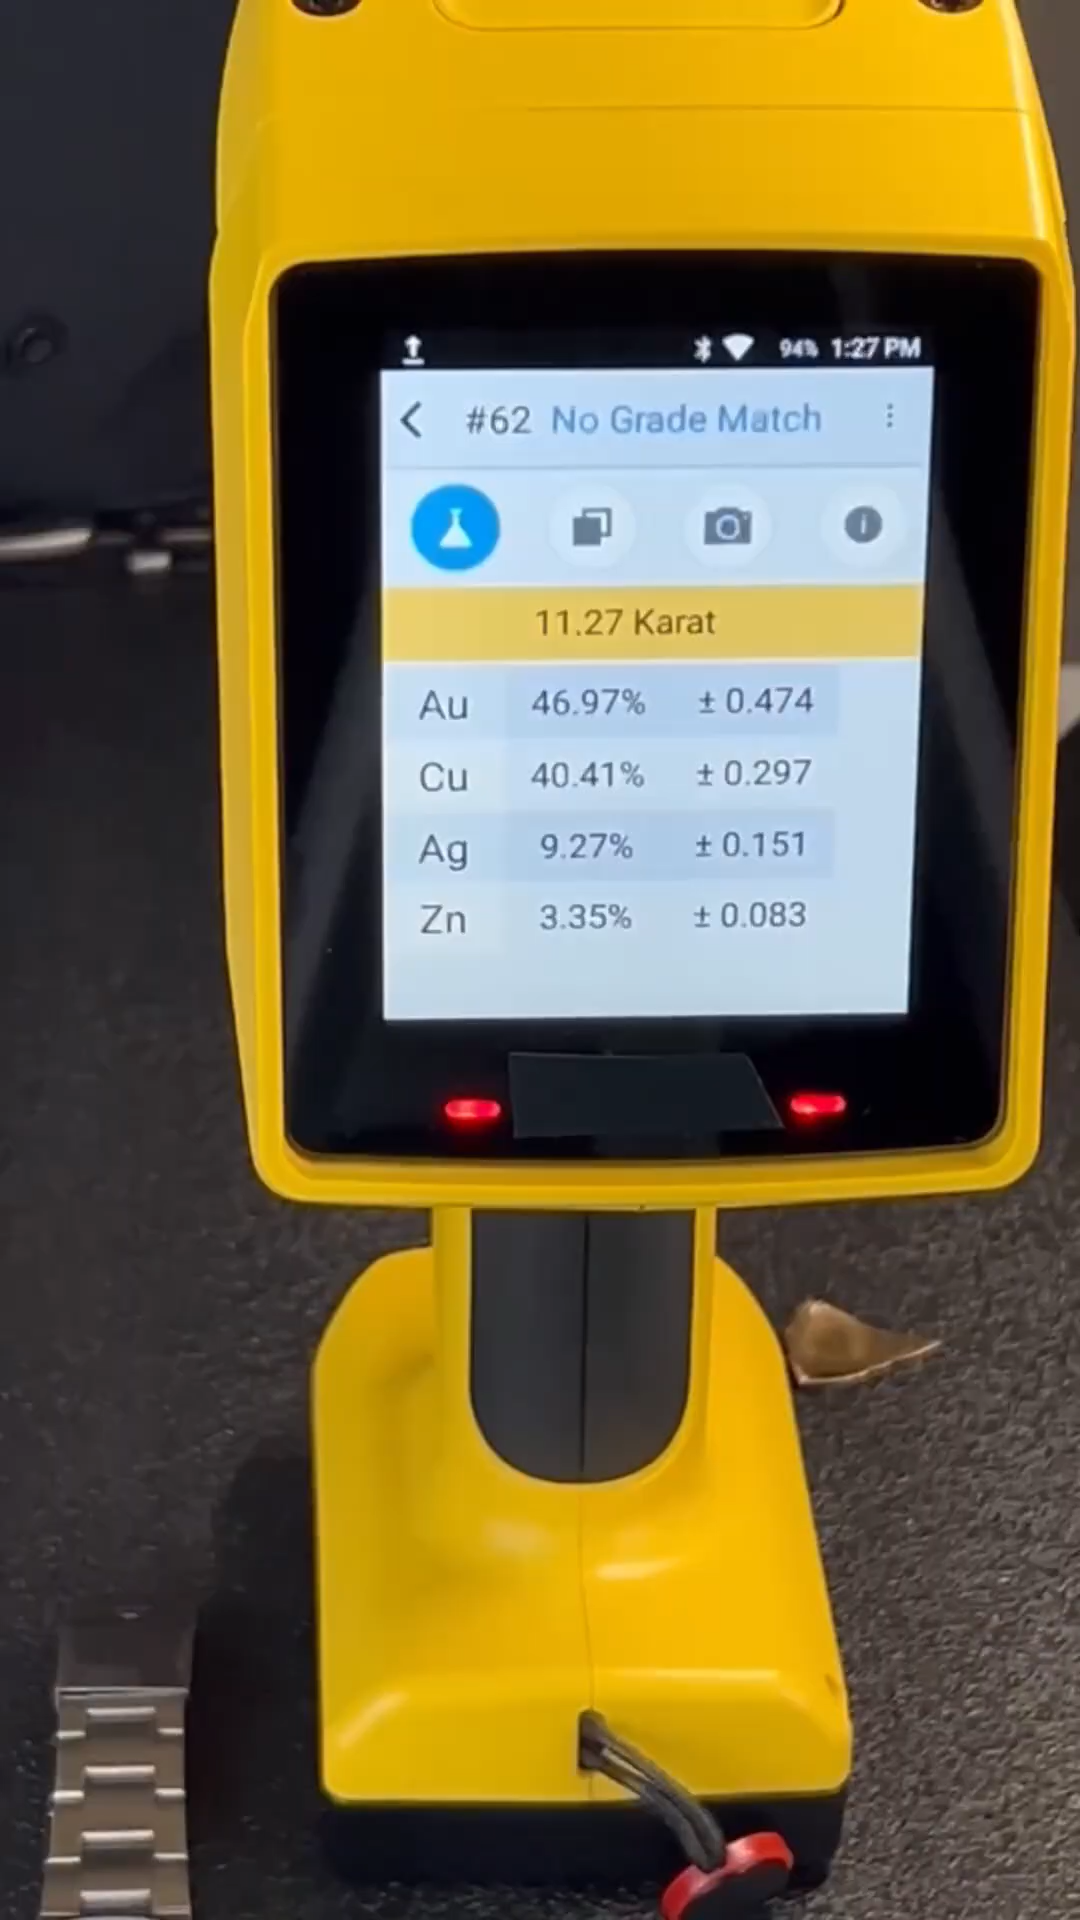 94% 1:27 PM
#62 No Grade Match
11.27 Karat
Au 46.97% ± 0.474
Cu 40.41% ± 0.297
Ag 9.27% ± 0.151
Zn 3.35% ± 0.083